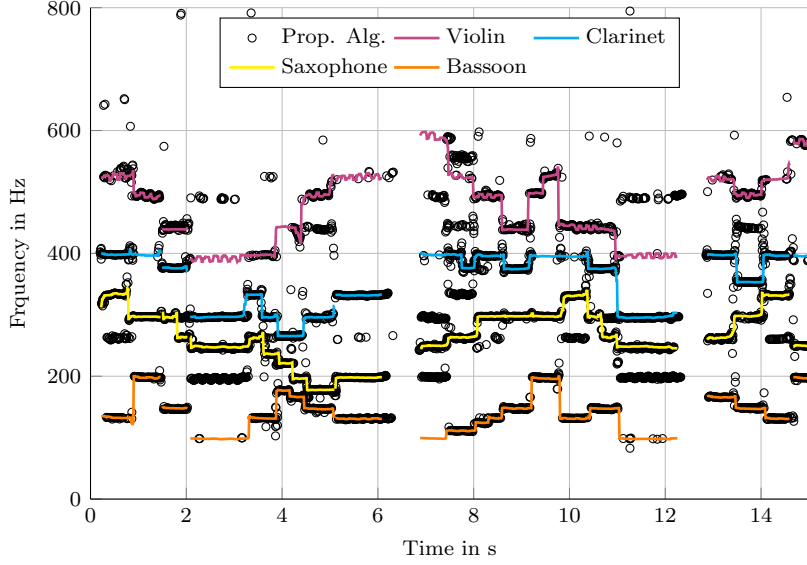 800
600
400
200
0
Frquency in Hz
Prop. Alg. Violin Clarinet
Saxophone Bassoon
0 2 4 6 8 10 12 14
Time in s